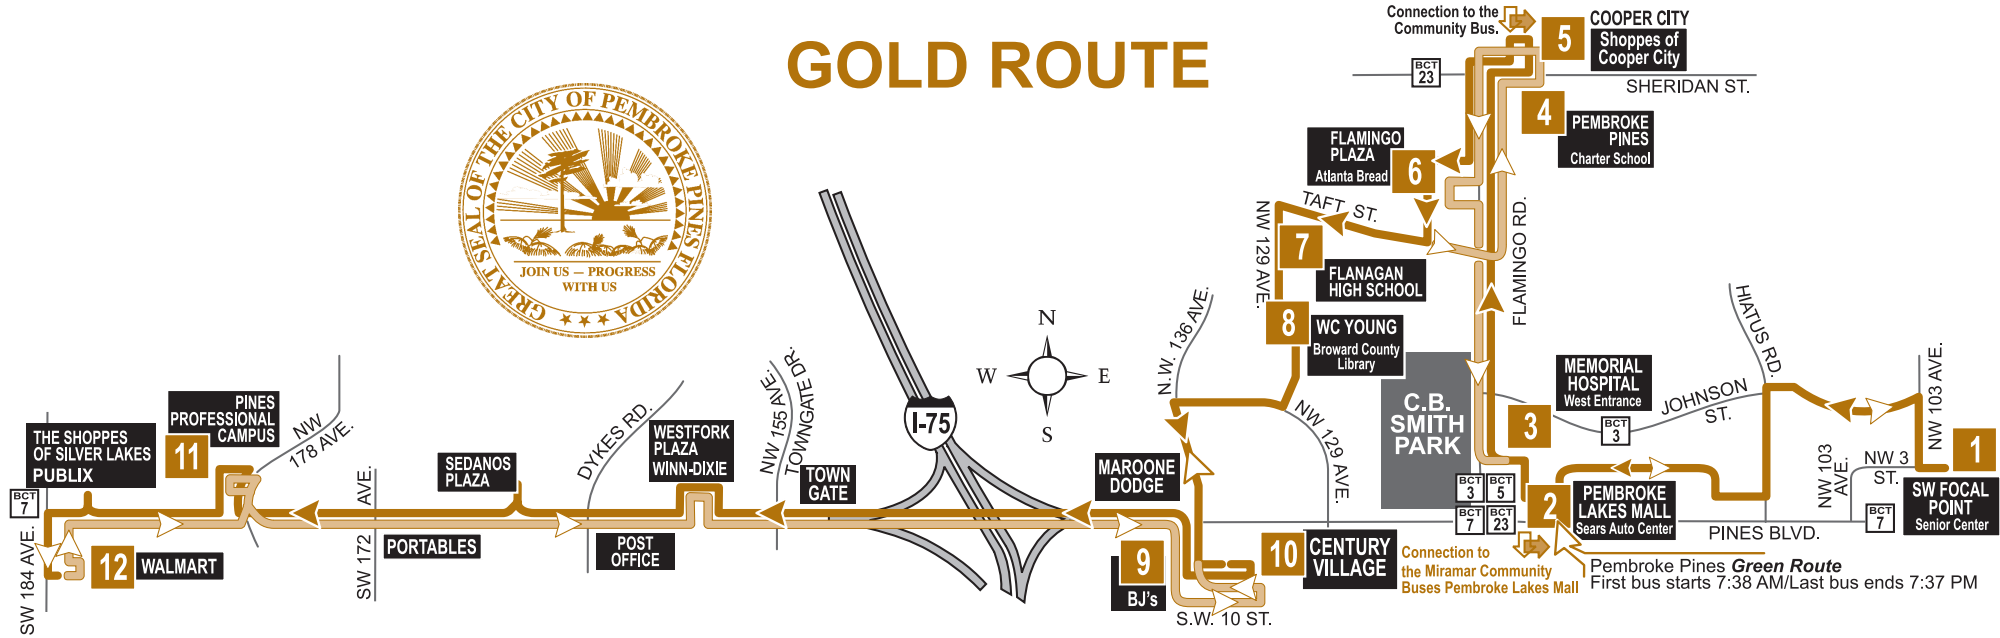 GOLD ROUTE
GREAT SEAL OF THE CITY OF PEMBROKE PINES FLORIDA
JOIN US — PROGRESS
WITH US
Connection to the
Community Bus.
5
COOPER CITY
Shoppes of
Cooper City
BCT
23
SHERIDAN ST.
4
PEMBROKE
PINES
Charter School
FLAMINGO
PLAZA
Atlanta Bread
6
TAFT ST.
NW 129 AVE.
7
FLANAGAN
HIGH SCHOOL
FLAMINGO RD.
8
WC YOUNG
Broward County
Library
N.W. 136 AVE.
NW 129 AVE.
C.B.
SMITH
PARK
3
MEMORIAL
HOSPITAL
West Entrance
BCT
3
JOHNSON
ST.
HIATUS RD.
NW 103 AVE.
1
NW 3
ST.
NW 103
AVE.
SW FOCAL
POINT
Senior Center
BCT
7
PINES BLVD.
BCT
3
BCT
5
BCT
7
BCT
23
2
PEMBROKE
LAKES MALL
Sears Auto Center
Connection to
the Miramar Community
Buses Pembroke Lakes Mall
Pembroke Pines Green Route
First bus starts 7:38 AM/Last bus ends 7:37 PM
N
W
E
S
I-75
MAROONE
DODGE
9
BJ's
10
CENTURY
VILLAGE
S.W. 10 ST.
TOWN
GATE
NW 155 AVE.
TOWNGATE DR.
WESTFORK
PLAZA
WINN-DIXIE
DYKES RD.
POST
OFFICE
SEDANOS
PLAZA
PORTABLES
SW 172 AVE.
NW
178 AVE.
PINES
PROFESSIONAL
CAMPUS
11
THE SHOPPES
OF SILVER LAKES
PUBLIX
BCT
7
SW 184 AVE.
12
WALMART